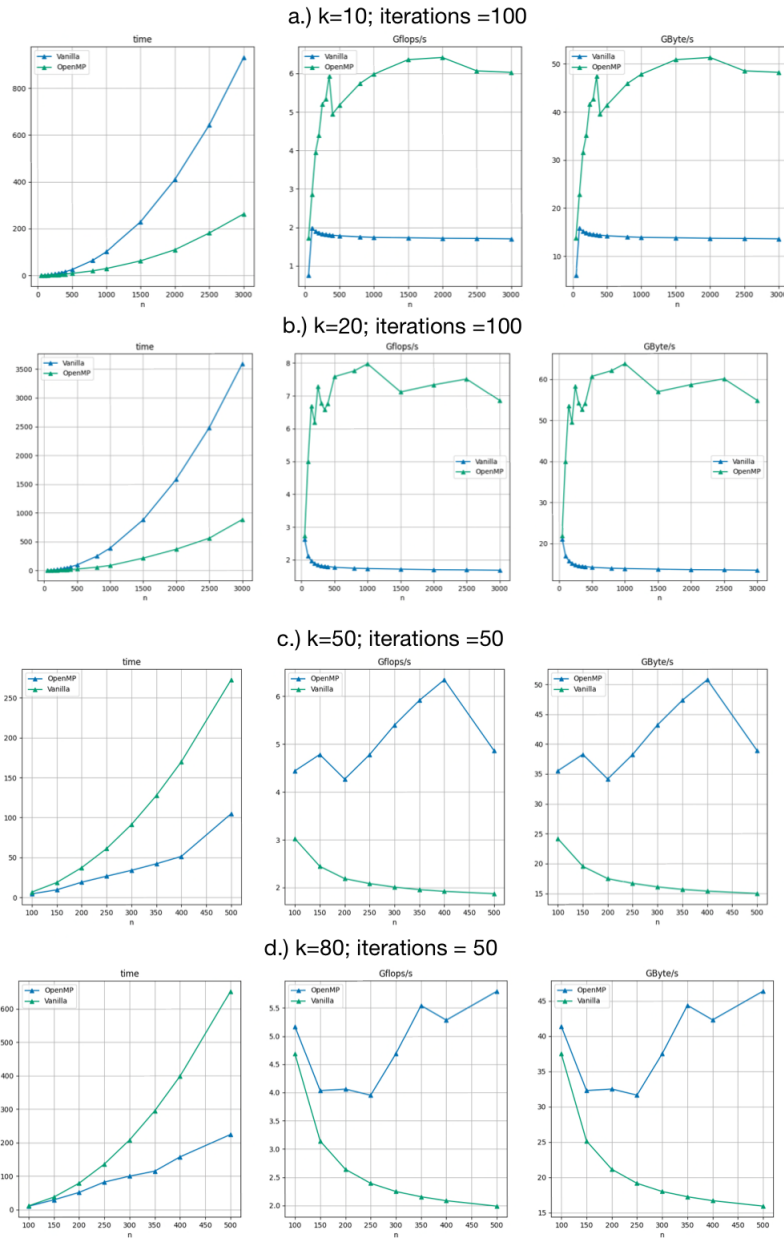 a.) k=10; iterations =100
time
Vanilla
OpenMP
800
600
400
200
0
0 500 1000 1500 2000 2500 3000
n
Gflops/s
Vanilla
OpenMP
6
5
4
3
2
1
0 500 1000 1500 2000 2500 3000
n
GByte/s
Vanilla
OpenMP
50
40
30
20
10
0 500 1000 1500 2000 2500 3000
n
b.) k=20; iterations =100
time
Vanilla
OpenMP
3500
3000
2500
2000
1500
1000
500
0
0 500 1000 1500 2000 2500 3000
n
Gflops/s
8
7
6
5
4
3
2
Vanilla
OpenMP
0 500 1000 1500 2000 2500 3000
n
GByte/s
60
50
40
30
20
Vanilla
OpenMP
0 500 1000 1500 2000 2500 3000
n
c.) k=50; iterations =50
time
OpenMP
Vanilla
250
200
150
100
50
0
100 150 200 250 300 350 400 450 500
n
Gflops/s
OpenMP
Vanilla
6
5
4
3
2
100 150 200 250 300 350 400 450 500
n
GByte/s
OpenMP
Vanilla
50
45
40
35
30
25
20
15
100 150 200 250 300 350 400 450 500
n
d.) k=80; iterations = 50
time
OpenMP
Vanilla
600
500
400
300
200
100
0
100 150 200 250 300 350 400 450 500
n
Gflops/s
OpenMP
Vanilla
5.5
5.0
4.5
4.0
3.5
3.0
2.5
2.0
100 150 200 250 300 350 400 450 500
n
GByte/s
OpenMP
Vanilla
45
40
35
30
25
20
15
100 150 200 250 300 350 400 450 500
n